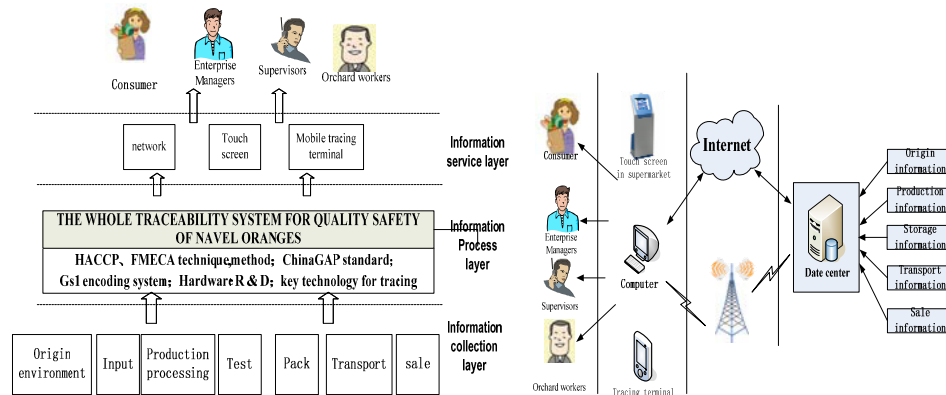 Consumer
Enterprise
Managers
Supervisors
Orchard workers
network
Touch
screen
Mobile tracing
terminal
Information
service layer
THE WHOLE TRACEABILITY SYSTEM FOR QUALITY SAFETY
OF NAVEL ORANGES
HACCP、FMECA technique,method; ChinaGAP standard;
Gs1 encoding system; Hardware R & D; key technology for tracing
Information
Process
layer
Origin
environment
Input
Production
processing
Test
Pack
Transport
sale
Information
collection
layer
Consumer
Enterprise
Managers
Supervisors
Orchard workers
Touch screen
in supermarket
Computer
Tracing terminal
Internet
Date center
Origin
information
Production
information
Storage
information
Transport
information
Sale
information